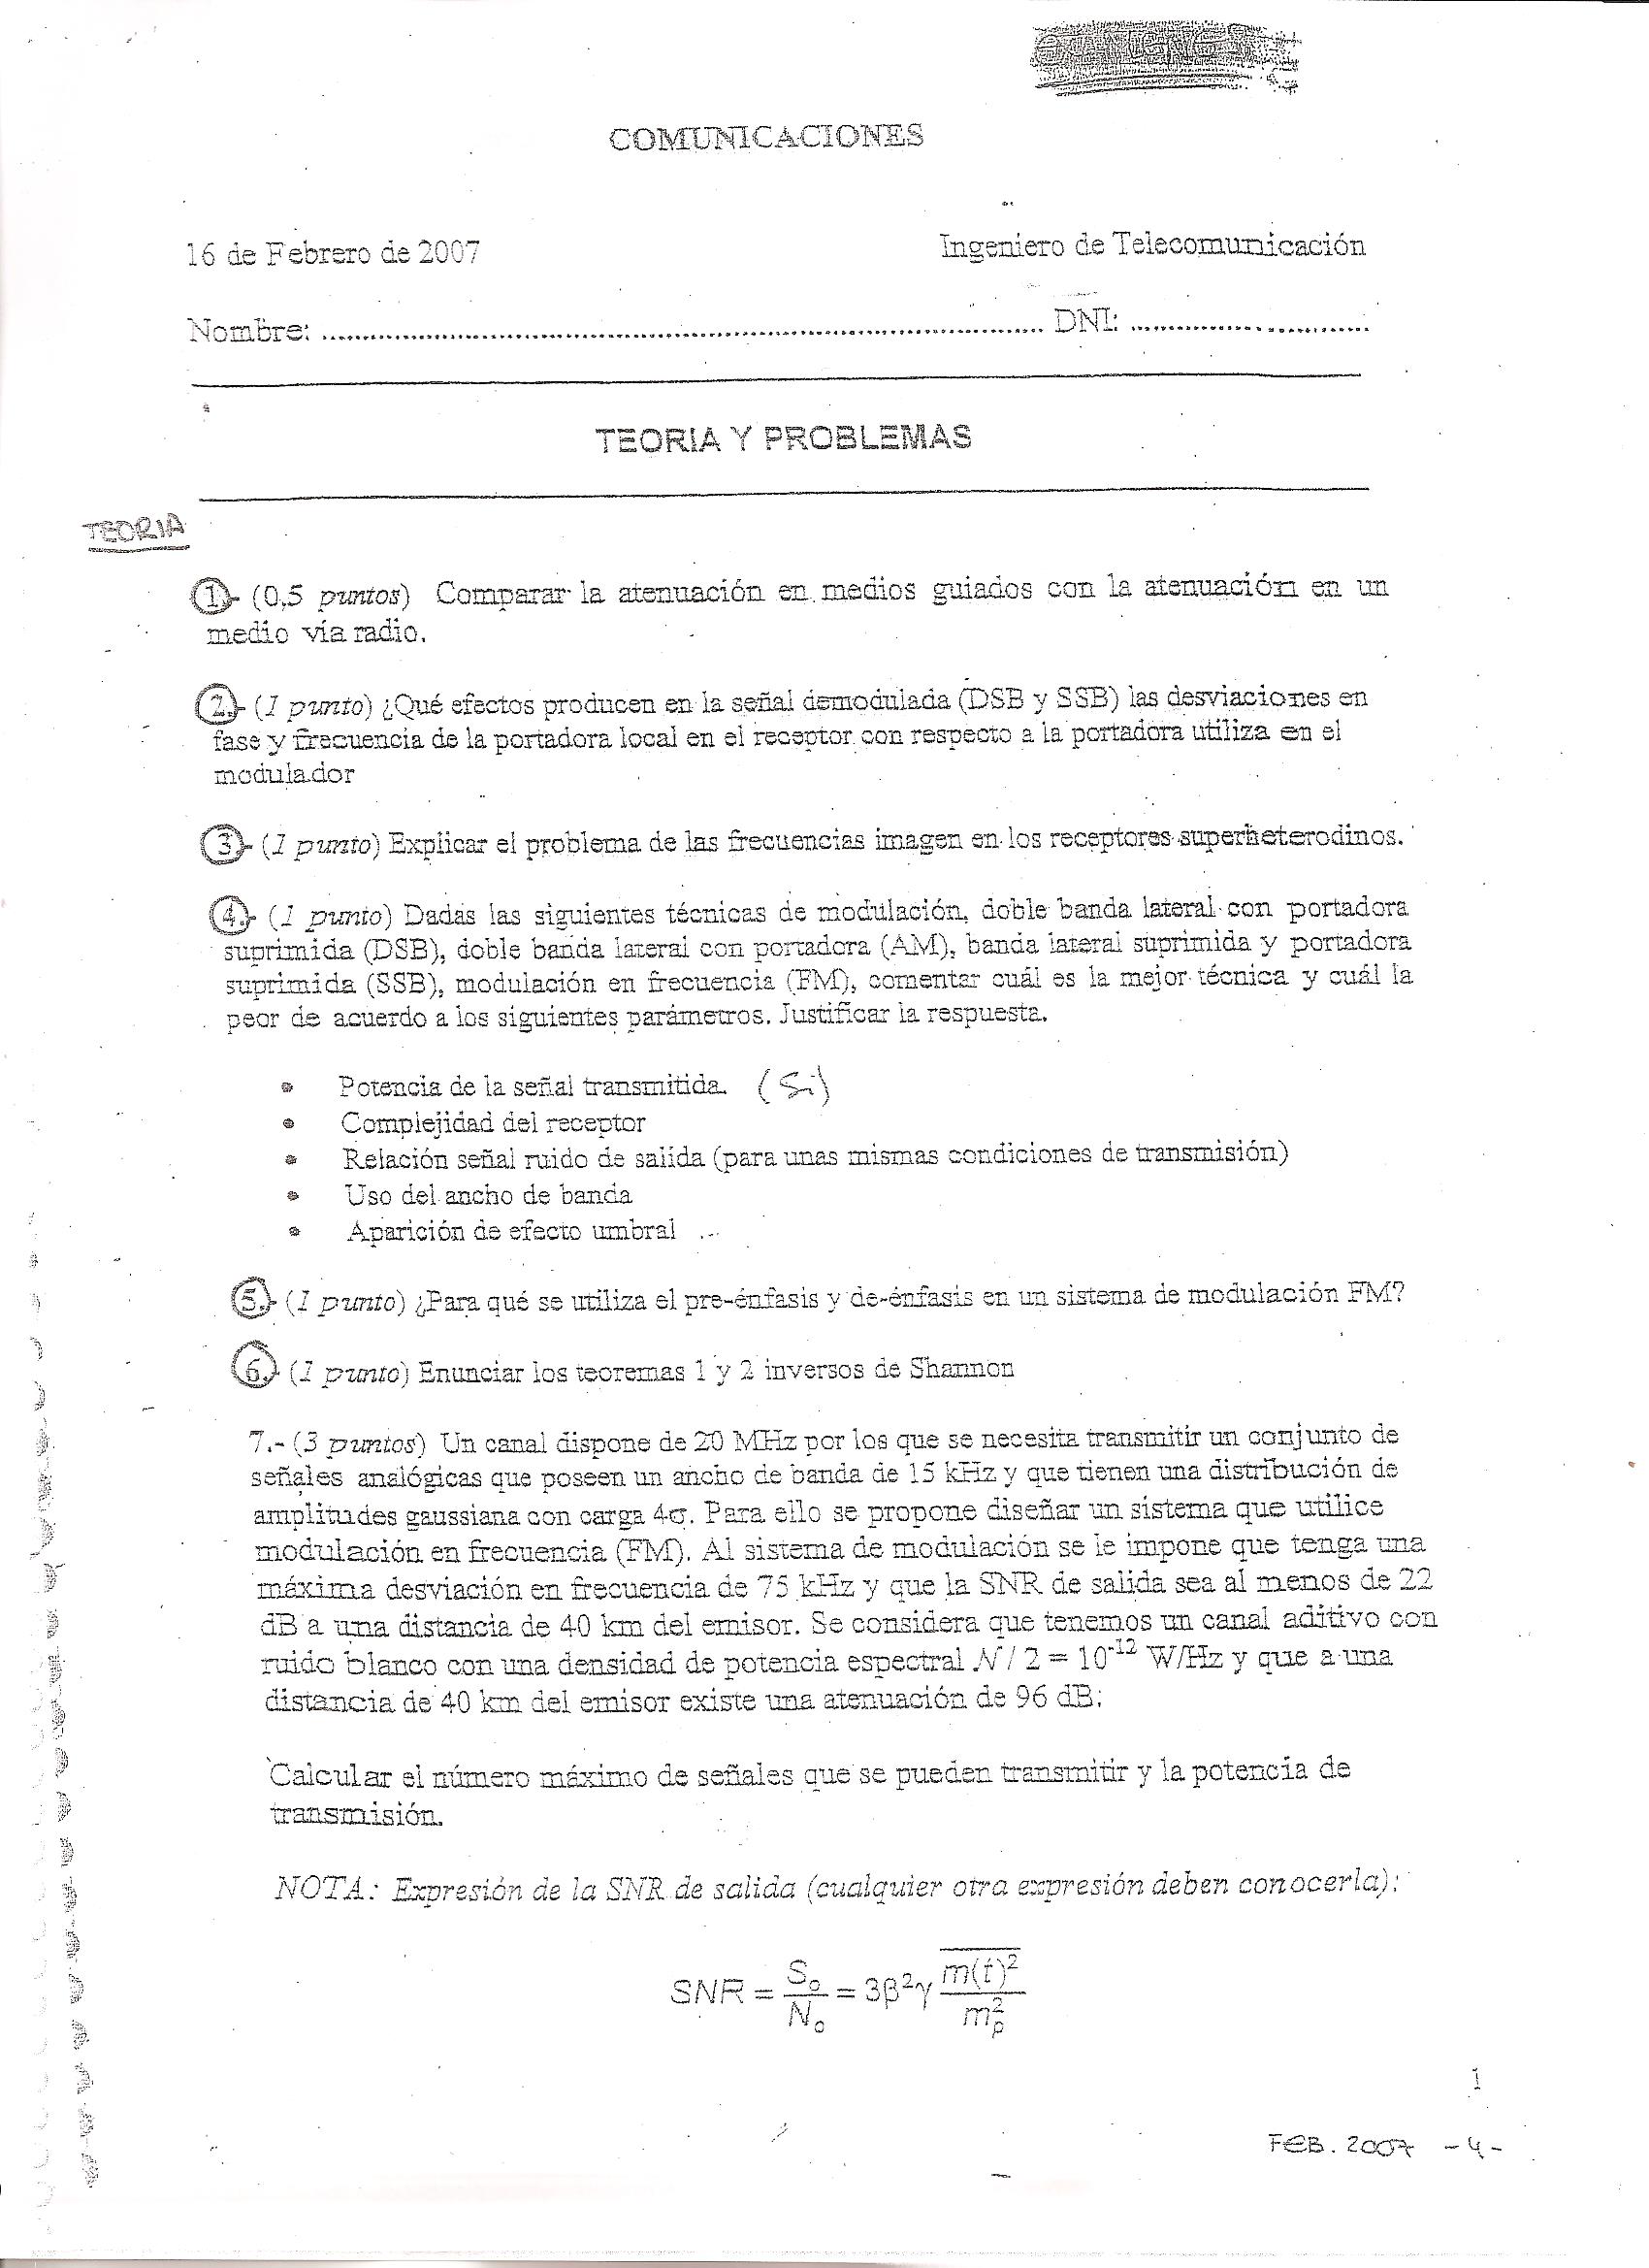 COMUNICACIONES
16 de Febrero de 2007
Ingeniero de Telecomunicación
Nombre: ........................................................................ DNI: ............................
TEORIA Y PROBLEMAS
TEORIA
1.- (0,5 puntos) Comparar la atenuación en medios guiados con la atenuación en un
medio vía radio.
2.- (1 punto) ¿Qué efectos producen en la señal demodulada (DSB y SSB) las desviaciones en
fase y frecuencia de la portadora local en el receptor con respecto a la portadora utiliza en el
modulador
3.- (1 punto) Explicar el problema de las frecuencias imagen en los receptores superheterodinos.
4.- (1 punto) Dadas las siguientes técnicas de modulación, doble banda lateral con portadora
suprimida (DSB), doble banda lateral con portadora (AM), banda lateral suprimida y portadora
suprimida (SSB), modulación en frecuencia (FM), comentar cuál es la mejor técnica y cuál la
peor de acuerdo a los siguientes parámetros. Justificar la respuesta.
• Potencia de la señal transmitida. (Si)
• Complejidad del receptor
• Relación señal ruido de salida (para unas mismas condiciones de transmisión)
• Uso del ancho de banda
• Aparición de efecto umbral
5.- (1 punto) ¿Para qué se utiliza el pre-énfasis y de-énfasis en un sistema de modulación FM?
6.- (1 punto) Enunciar los teoremas 1 y 2 inversos de Shannon
7.- (3 puntos) Un canal dispone de 20 MHz por los que se necesita transmitir un conjunto de
señales analógicas que poseen un ancho de banda de 15 kHz y que tienen una distribución de
amplitudes gaussiana con carga 4σ. Para ello se propone diseñar un sistema que utilice
modulación en frecuencia (FM). Al sistema de modulación se le impone que tenga una
máxima desviación en frecuencia de 75 kHz y que la SNR de salida sea al menos de 22
dB a una distancia de 40 km del emisor. Se considera que tenemos un canal aditivo con
ruido blanco con una densidad de potencia espectral N / 2 = 10⁻¹² W/Hz y que a una
distancia de 40 km del emisor existe una atenuación de 96 dB:
Calcular el número máximo de señales que se pueden transmitir y la potencia de
transmisión.
NOTA: Expresión de la SNR de salida (cualquier otra expresión deben conocerla):
SNR = S₀/N₀ = 3β²γ m(t)²/mₚ²
1
FEB. 2007 - 4 -